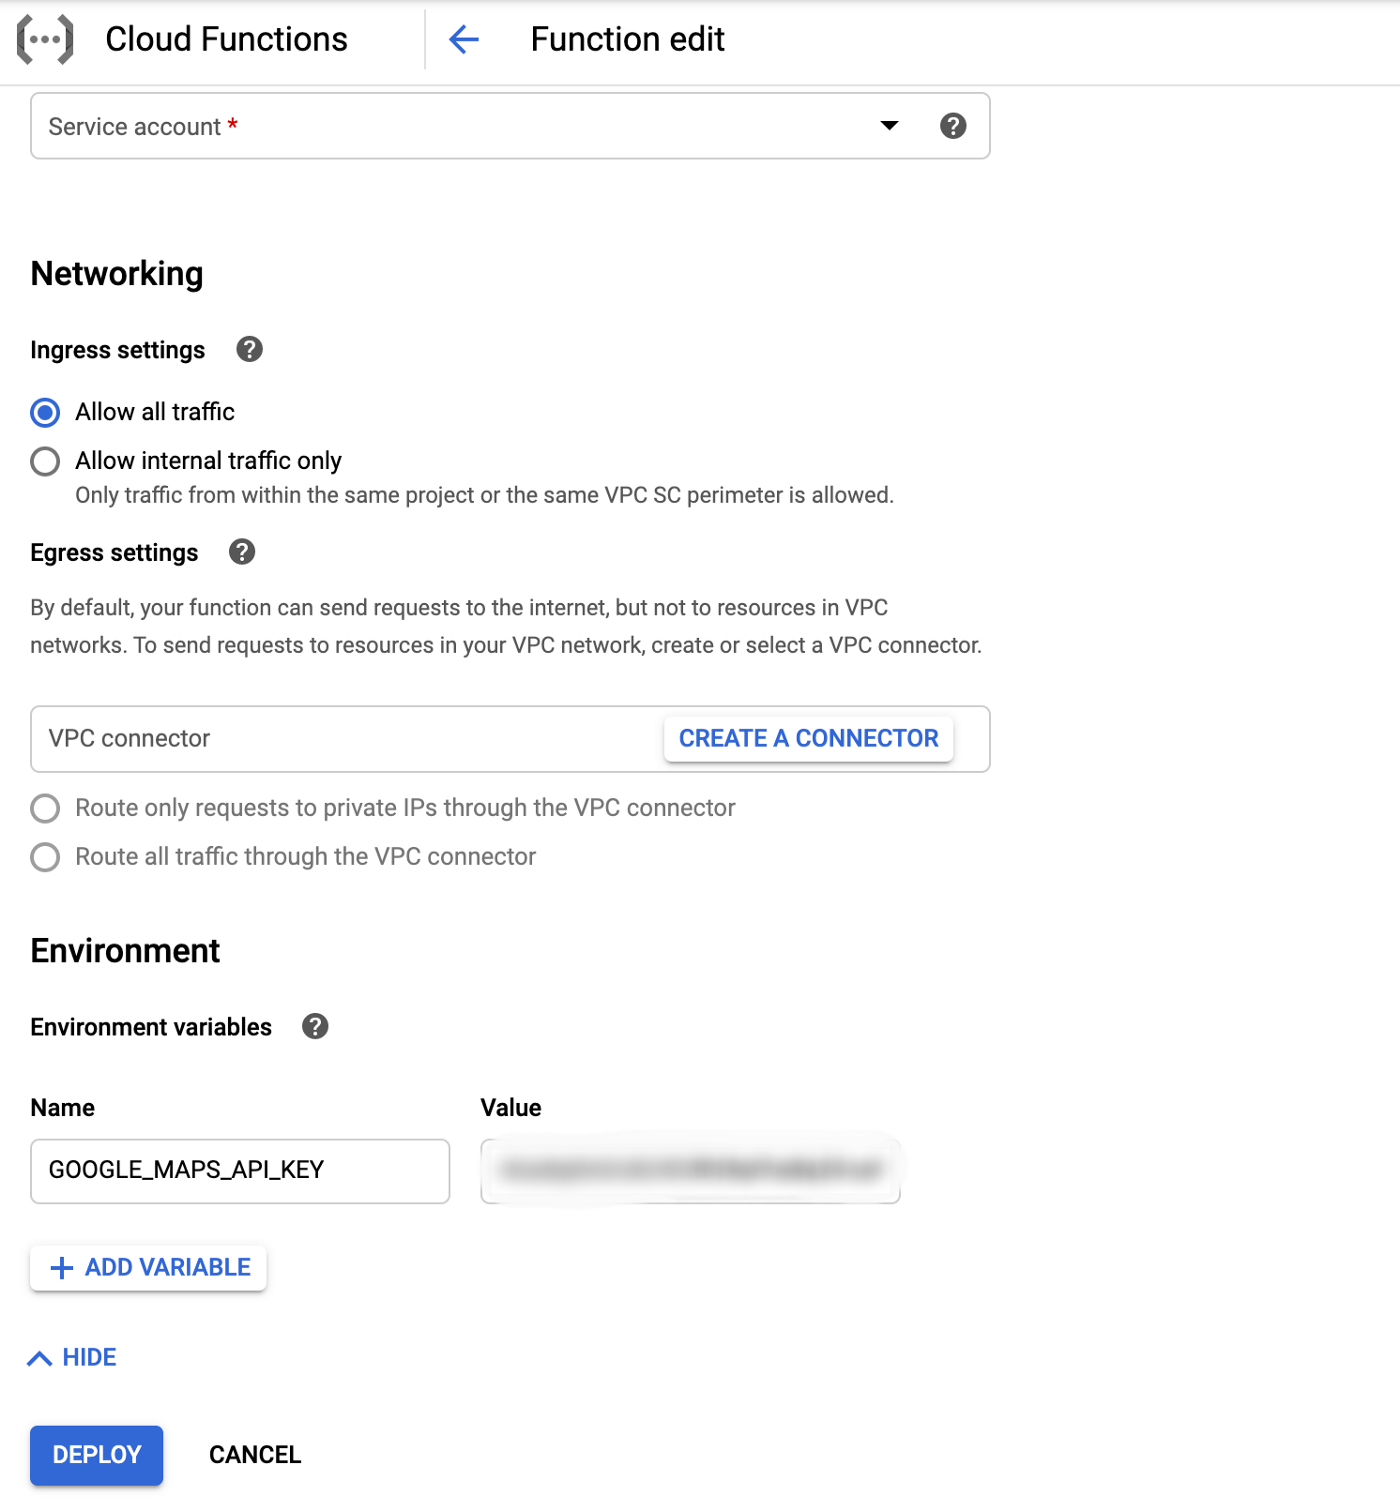 Cloud Functions
Function edit
Service account *
Networking
Ingress settings
Allow all traffic
Allow internal traffic only
Only traffic from within the same project or the same VPC SC perimeter is allowed.
Egress settings
By default, your function can send requests to the internet, but not to resources in VPC
networks. To send requests to resources in your VPC network, create or select a VPC connector.
VPC connector
CREATE A CONNECTOR
Route only requests to private IPs through the VPC connector
Route all traffic through the VPC connector
Environment
Environment variables
Name
Value
GOOGLE_MAPS_API_KEY
ADD VARIABLE
HIDE
DEPLOY
CANCEL